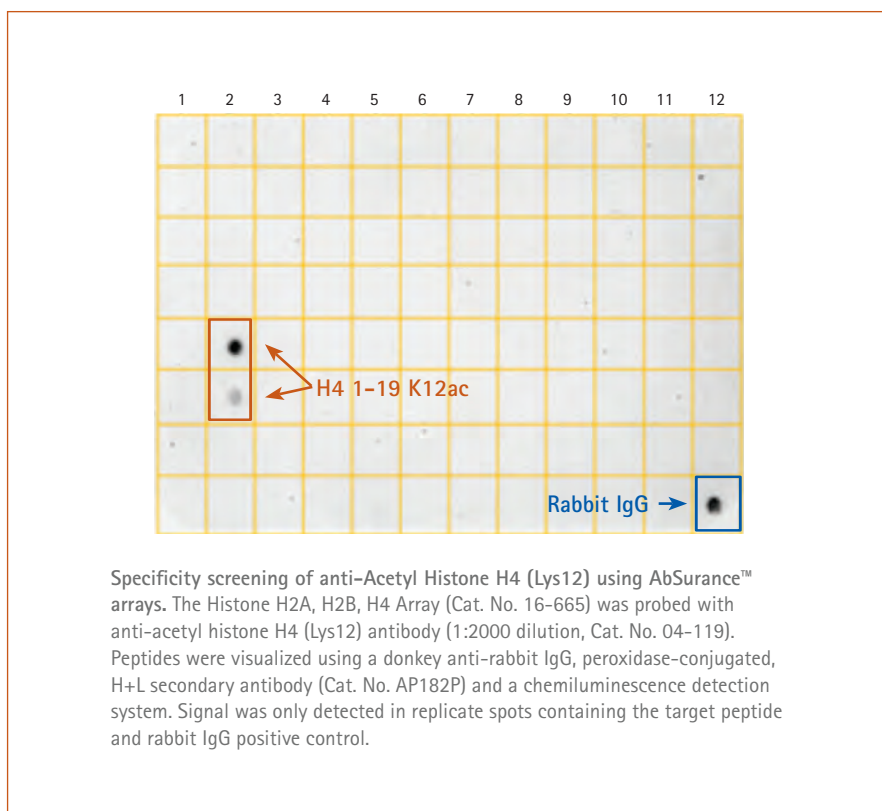 1 2 3 4 5 6 7 8 9 10 11 12
H4 1-19 K12ac
Rabbit IgG
Specificity screening of anti-Acetyl Histone H4 (Lys12) using AbSurance™
arrays. The Histone H2A, H2B, H4 Array (Cat. No. 16-665) was probed with
anti-acetyl histone H4 (Lys12) antibody (1:2000 dilution, Cat. No. 04-119).
Peptides were visualized using a donkey anti-rabbit IgG, peroxidase-conjugated,
H+L secondary antibody (Cat. No. AP182P) and a chemiluminescence detection
system. Signal was only detected in replicate spots containing the target peptide
and rabbit IgG positive control.